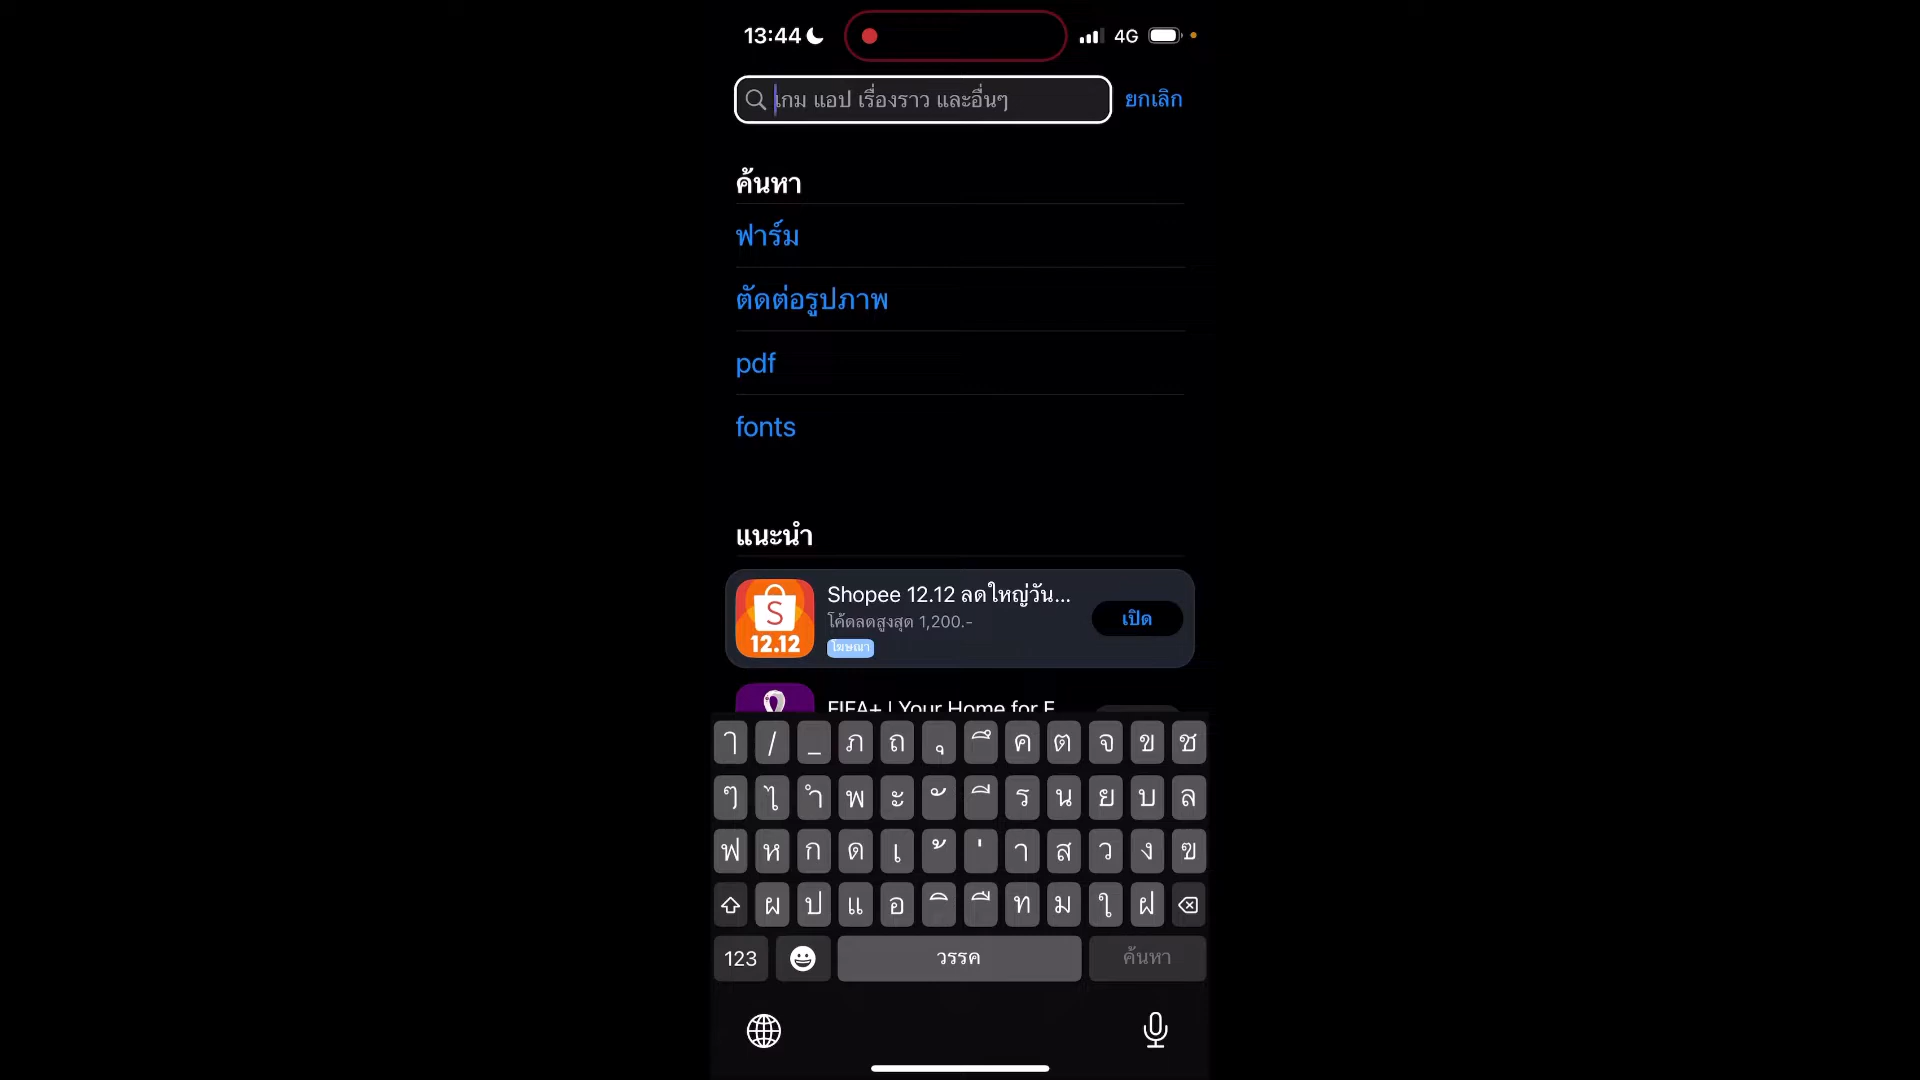 13:44
4G
เกม แอป เรื่องราว และอื่นๆ
ยกเลิก
ค้นหา
ฟาร์ม
ตัดต่อรูปภาพ
pdf
fonts
แนะนำ
Shopee 12.12 ลดใหญ่วัน...
โค้ดลดสูงสุด 1,200.-
โฆษณา
เปิด
S
12.12
FIFA+ | Your Home for F
ๅ / _ ภ ถ ุ ึ ค ต จ ข ช
ๆ ไ ำ พ ะ ั ี ร น ย บ ล
ฟ ห ก ด เ ้ ่ า ส ว ง ฃ
ผ ป แ อ ิ ื ท ม ใ ฝ
123
วรรค
ค้นหา